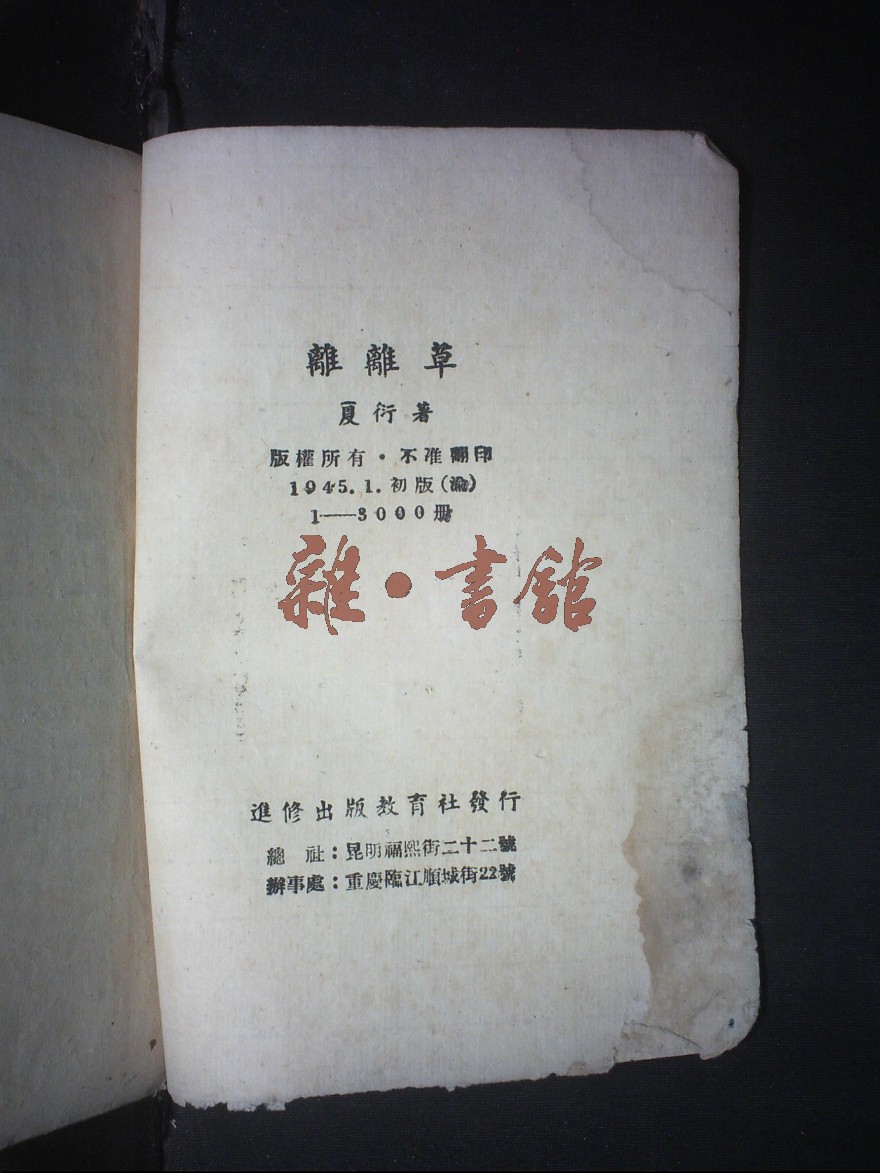 離離草
夏衍著
版權所有·不准翻印
1945.1.初版(渝)
1——3000册
雜·書館
進修出版教育社發行
總　社：昆明福熙街二十二號
辦事處：重慶臨江順城街22號